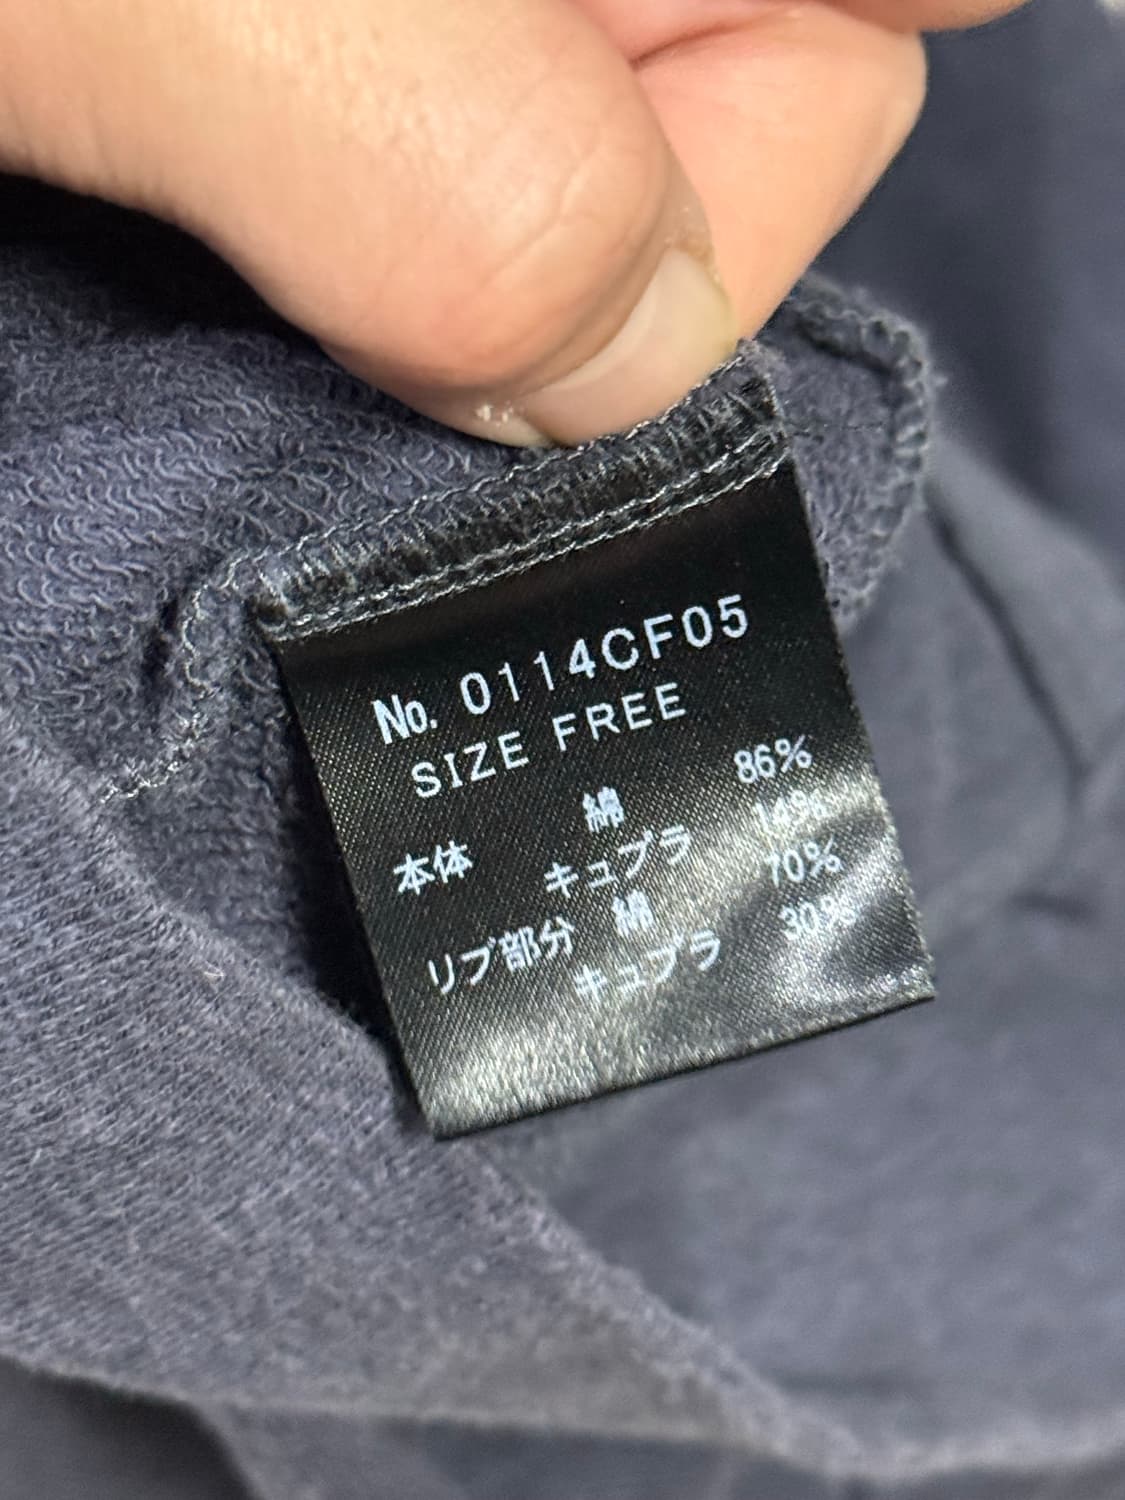 No. 0114CF05
SIZE FREE
本体 綿 86%
キュプラ 14%
リブ部分 綿 70%
キュプラ 30%